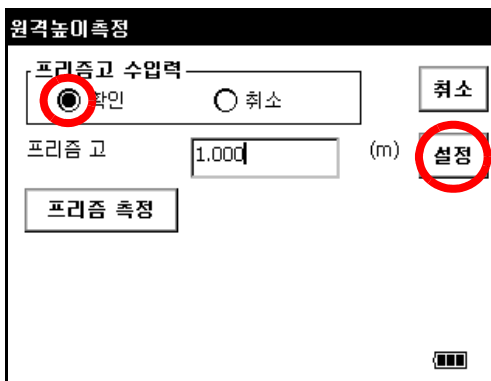 원격높이측정
프리즘고 수입력
확인 취소
취소
프리즘 고 1.000 (m)
설정
프리즘 측정